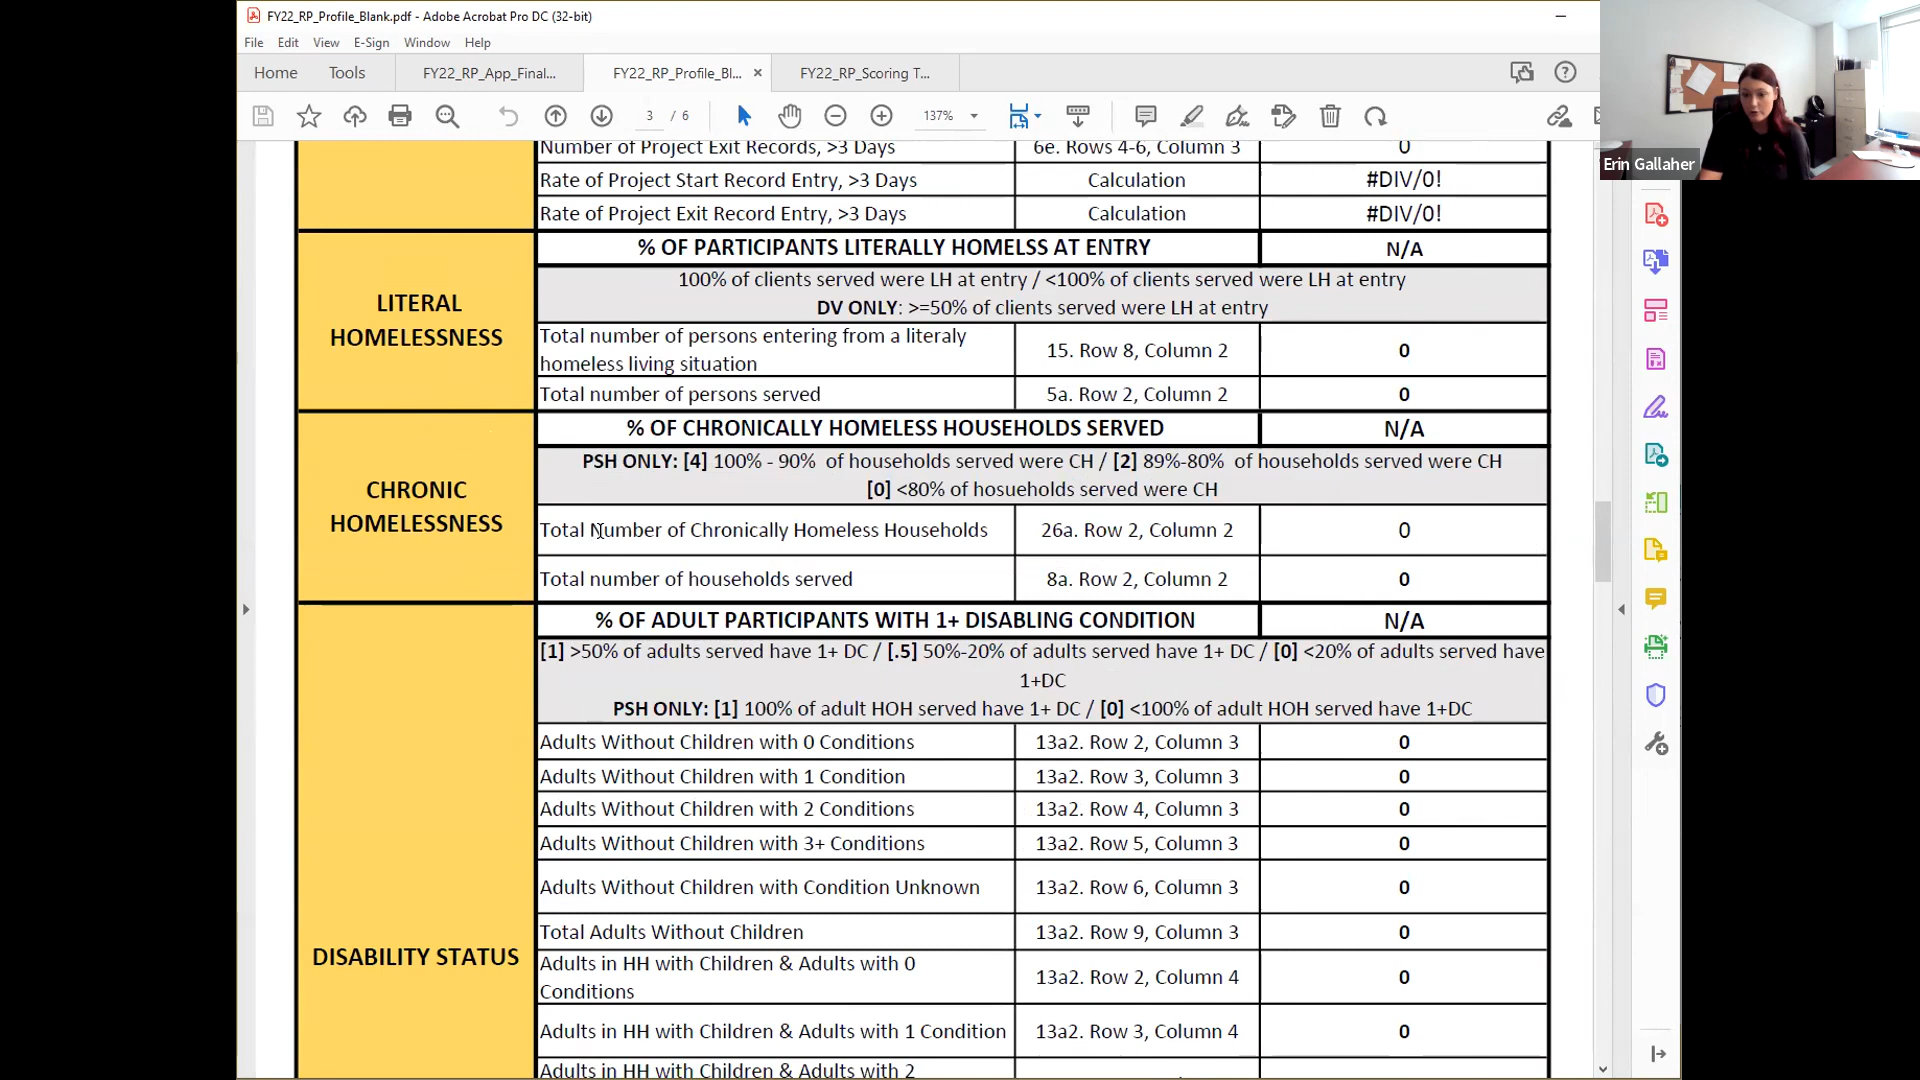 FY22_RP_Profile_Blank.pdf - Adobe Acrobat Pro DC (32-bit)
File Edit View E-Sign Window Help
Home Tools FY22_RP_App_Final... FY22_RP_Profile_Bl... × FY22_RP_Scoring T...
3 / 6 137%
Erin Gallaher
Number of Project Exit Records, >3 Days 6e. Rows 4-6, Column 3 0
Rate of Project Start Record Entry, >3 Days Calculation #DIV/0!
Rate of Project Exit Record Entry, >3 Days Calculation #DIV/0!
LITERAL
HOMELESSNESS
% OF PARTICIPANTS LITERALLY HOMELSS AT ENTRY N/A
100% of clients served were LH at entry / <100% of clients served were LH at entry
DV ONLY: >=50% of clients served were LH at entry
Total number of persons entering from a literaly
homeless living situation 15. Row 8, Column 2 0
Total number of persons served 5a. Row 2, Column 2 0
CHRONIC
HOMELESSNESS
% OF CHRONICALLY HOMELESS HOUSEHOLDS SERVED N/A
PSH ONLY: [4] 100% - 90% of households served were CH / [2] 89%-80% of households served were CH
[0] <80% of hosueholds served were CH
Total Number of Chronically Homeless Households 26a. Row 2, Column 2 0
Total number of households served 8a. Row 2, Column 2 0
DISABILITY STATUS
% OF ADULT PARTICIPANTS WITH 1+ DISABLING CONDITION N/A
[1] >50% of adults served have 1+ DC / [.5] 50%-20% of adults served have 1+ DC / [0] <20% of adults served have
1+DC
PSH ONLY: [1] 100% of adult HOH served have 1+ DC / [0] <100% of adult HOH served have 1+DC
Adults Without Children with 0 Conditions 13a2. Row 2, Column 3 0
Adults Without Children with 1 Condition 13a2. Row 3, Column 3 0
Adults Without Children with 2 Conditions 13a2. Row 4, Column 3 0
Adults Without Children with 3+ Conditions 13a2. Row 5, Column 3 0
Adults Without Children with Condition Unknown 13a2. Row 6, Column 3 0
Total Adults Without Children 13a2. Row 9, Column 3 0
Adults in HH with Children & Adults with 0
Conditions 13a2. Row 2, Column 4 0
Adults in HH with Children & Adults with 1 Condition 13a2. Row 3, Column 4 0
Adults in HH with Children & Adults with 2